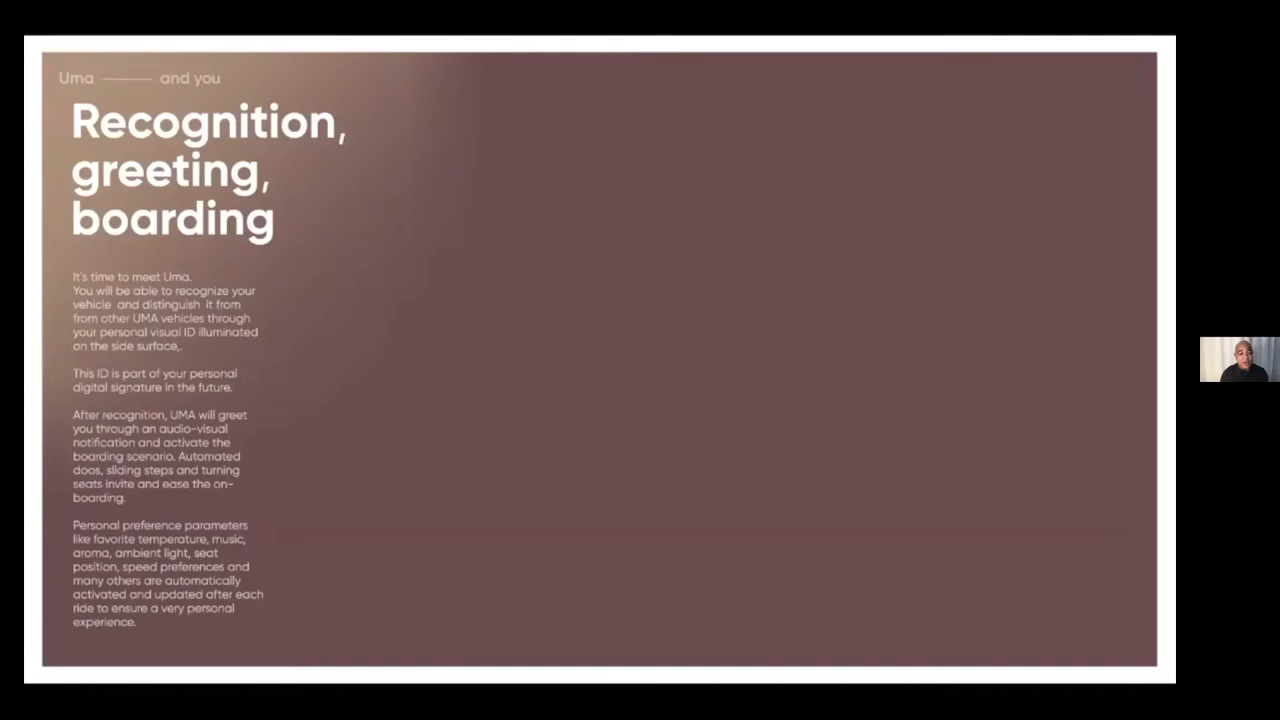 Uma —— and you
Recognition,
greeting,
boarding
It's time to meet Uma.
You will be able to recognize your
vehicle and distinguish it from
from other UMA vehicles through
your personal visual ID illuminated
on the side surface,.
This ID is part of your personal
digital signature in the future.
After recognition, UMA will greet
you through an audio-visual
notification and activate the
boarding scenario. Automated
doos, sliding steps and turning
seats invite and ease the on-
boarding.
Personal preference parameters
like favorite temperature, music,
aroma, ambient light, seat
position, speed preferences and
many others are automatically
activated and updated after each
ride to ensure a very personal
experience.